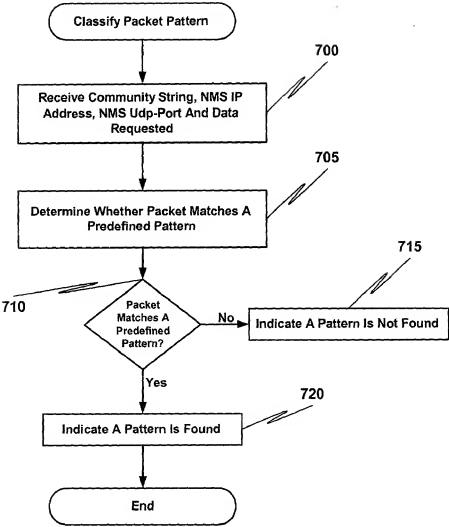 Classify Packet Pattern
700
Receive Community String, NMS IP
Address, NMS Udp-Port And Data
Requested
705
Determine Whether Packet Matches A
Predefined Pattern
710
Packet
Matches A
Predefined
Pattern?
No
715
Indicate A Pattern Is Not Found
Yes
720
Indicate A Pattern Is Found
End